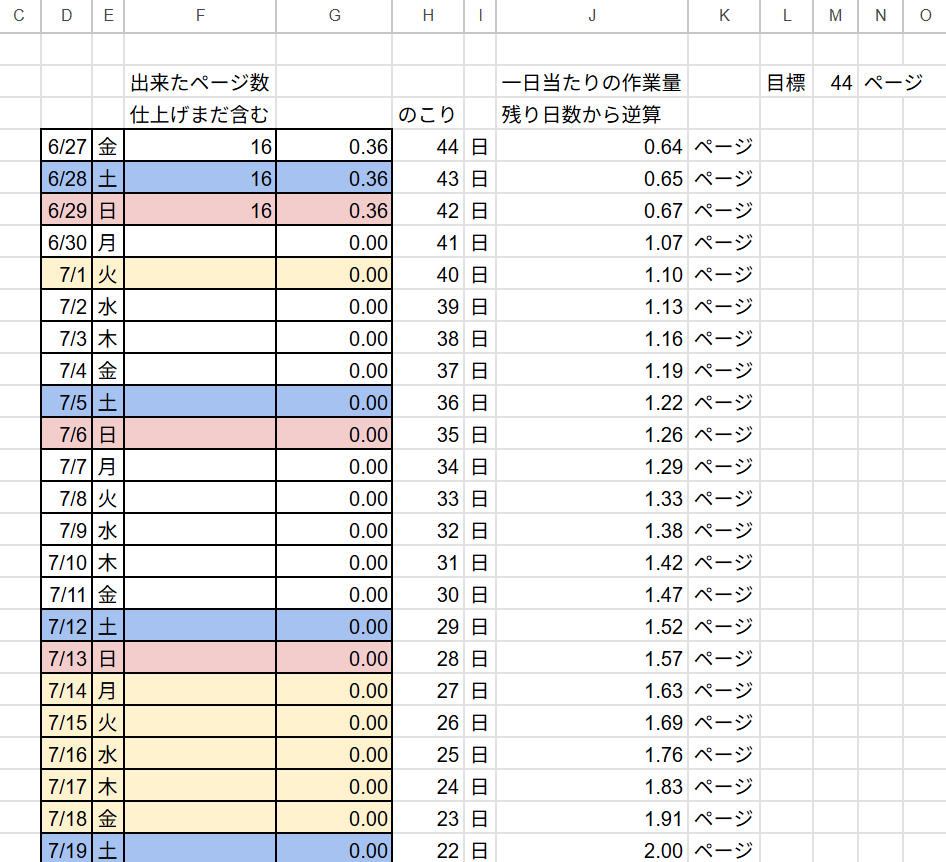 C D E F G H I J K L M N O
出来たページ数 一日当たりの作業量 目標 44 ページ
仕上げまだ含む のこり 残り日数から逆算
6/27 金 16 0.36 44 日 0.64 ページ
6/28 土 16 0.36 43 日 0.65 ページ
6/29 日 16 0.36 42 日 0.67 ページ
6/30 月 0.00 41 日 1.07 ページ
7/1 火 0.00 40 日 1.10 ページ
7/2 水 0.00 39 日 1.13 ページ
7/3 木 0.00 38 日 1.16 ページ
7/4 金 0.00 37 日 1.19 ページ
7/5 土 0.00 36 日 1.22 ページ
7/6 日 0.00 35 日 1.26 ページ
7/7 月 0.00 34 日 1.29 ページ
7/8 火 0.00 33 日 1.33 ページ
7/9 水 0.00 32 日 1.38 ページ
7/10 木 0.00 31 日 1.42 ページ
7/11 金 0.00 30 日 1.47 ページ
7/12 土 0.00 29 日 1.52 ページ
7/13 日 0.00 28 日 1.57 ページ
7/14 月 0.00 27 日 1.63 ページ
7/15 火 0.00 26 日 1.69 ページ
7/16 水 0.00 25 日 1.76 ページ
7/17 木 0.00 24 日 1.83 ページ
7/18 金 0.00 23 日 1.91 ページ
7/19 土 0.00 22 日 2.00 ページ